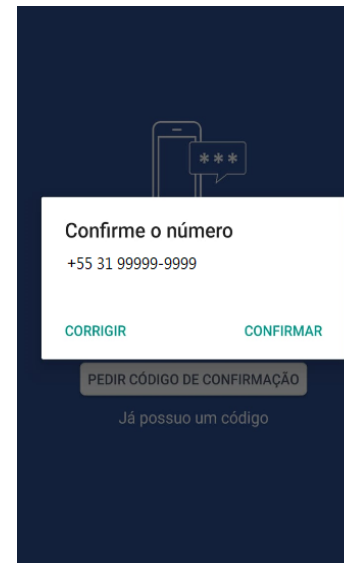 ***
Confirme o número
+55 31 99999-9999
CORRIGIR CONFIRMAR
PEDIR CÓDIGO DE CONFIRMAÇÃO
Já possuo um código